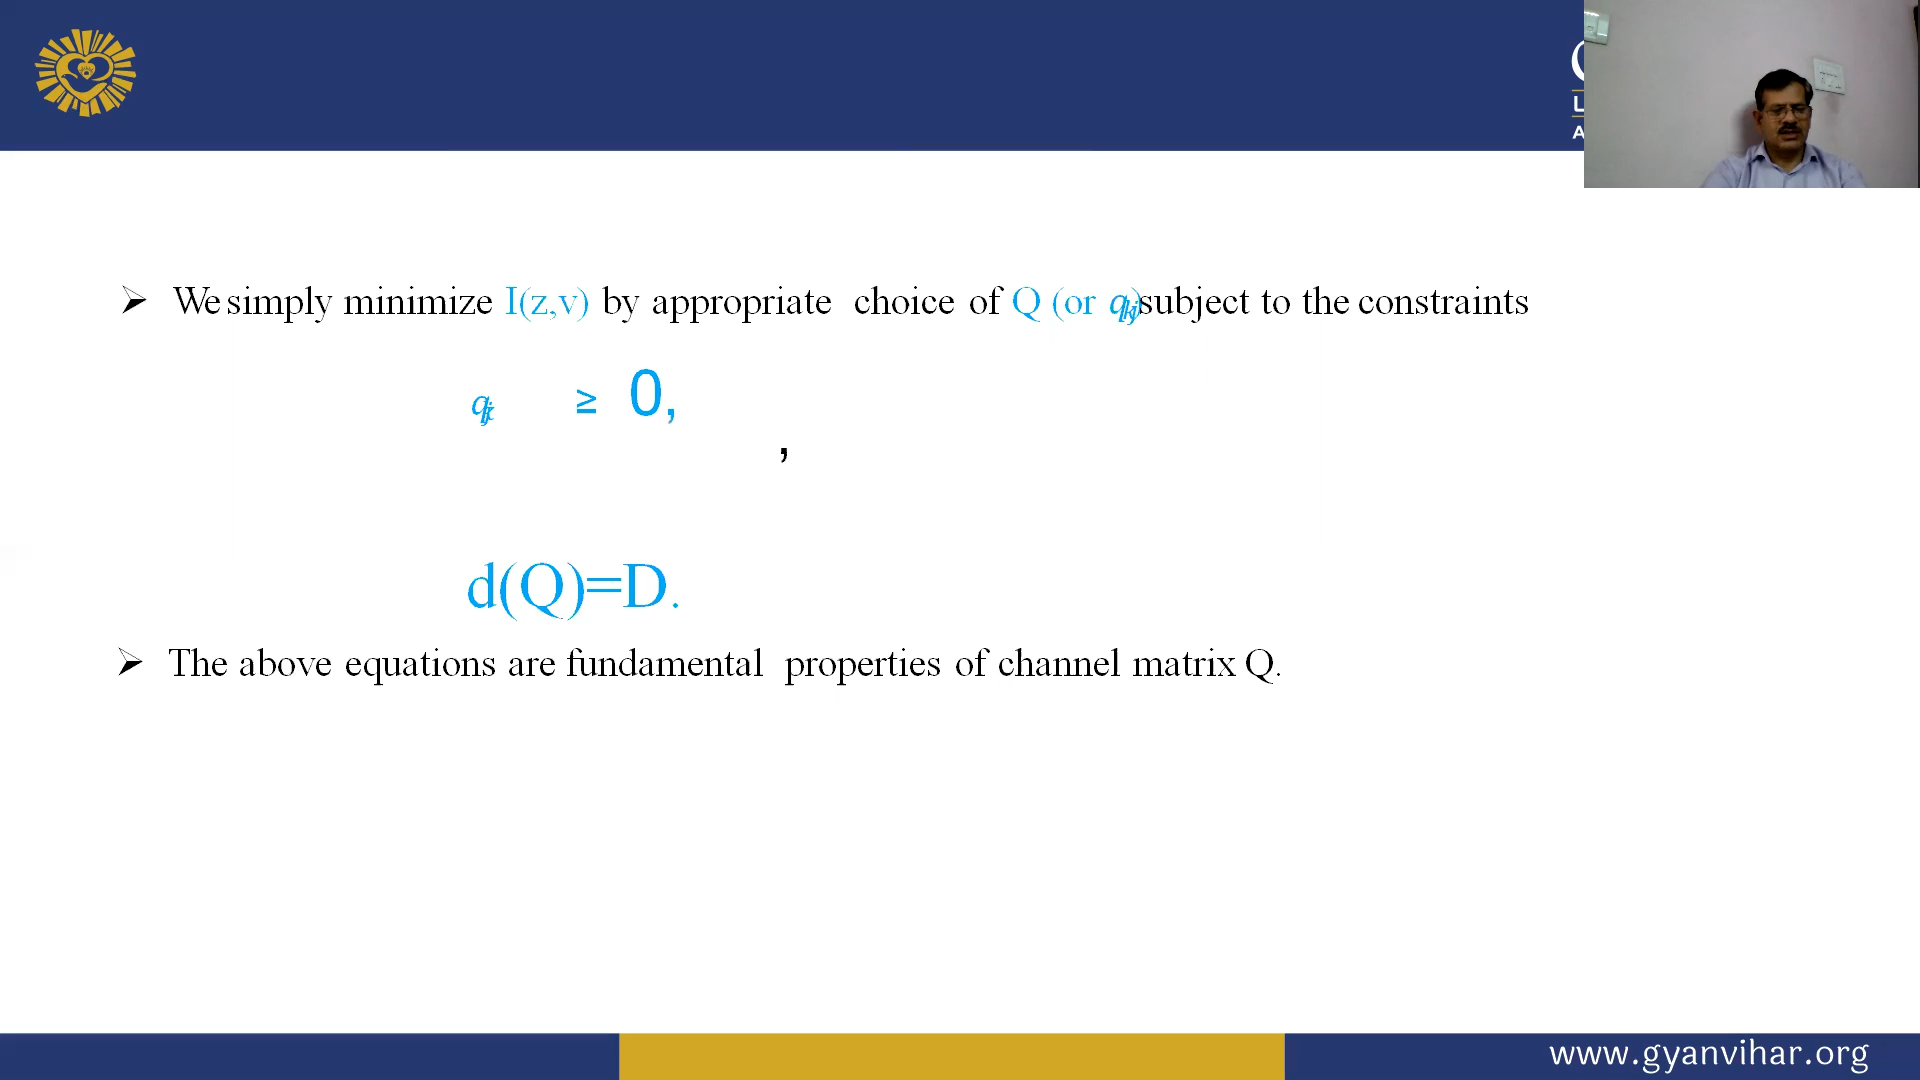 ➢ We simply minimize I(z,v) by appropriate choice of Q (or qkj) subject to the constraints
≥ 0,
,
d(Q)=D.
➢ The above equations are fundamental properties of channel matrix Q.
www.gyanvihar.org